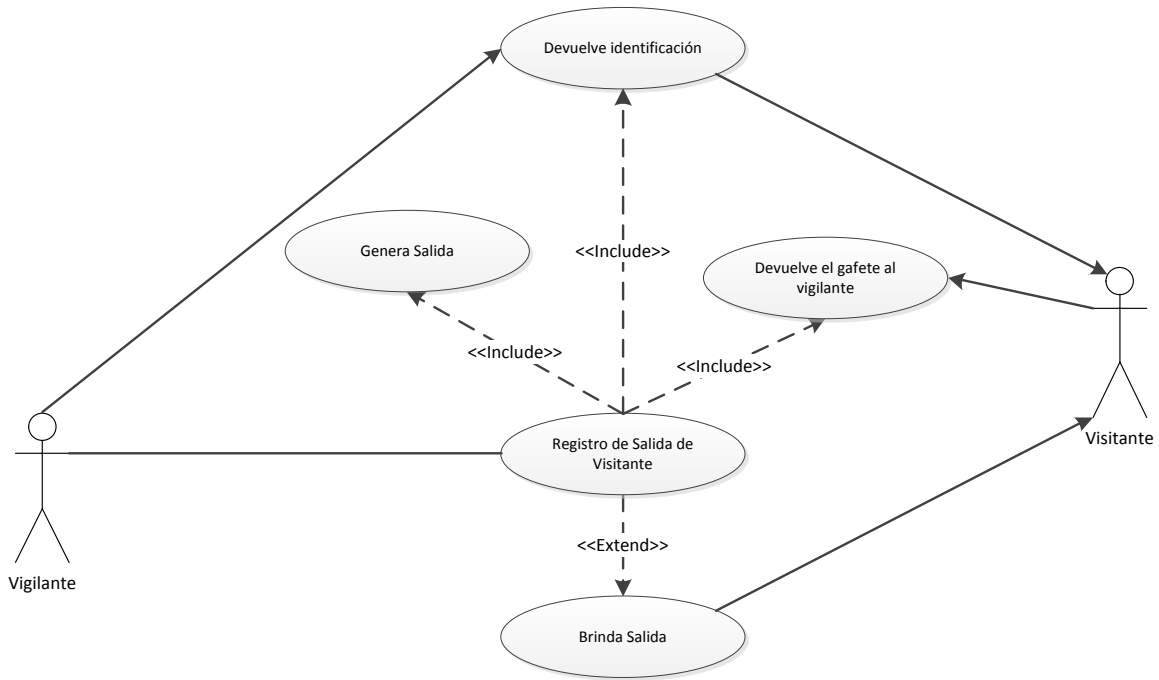 Devuelve identificación
Genera Salida
<<Include>>
Devuelve el gafete al
vigilante
<<Include>>
<<Include>>
Registro de Salida de
Visitante
Visitante
<<Extend>>
Vigilante
Brinda Salida